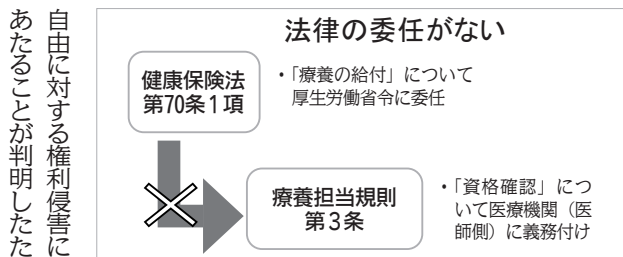 自由に対する権利侵害に
あたることが判明したた
法律の委任がない
健康保険法
第70条1項
・「療養の給付」について
厚生労働省令に委任
療養担当規則
第3条
・「資格確認」につ
いて医療機関（医
師側）に義務付け